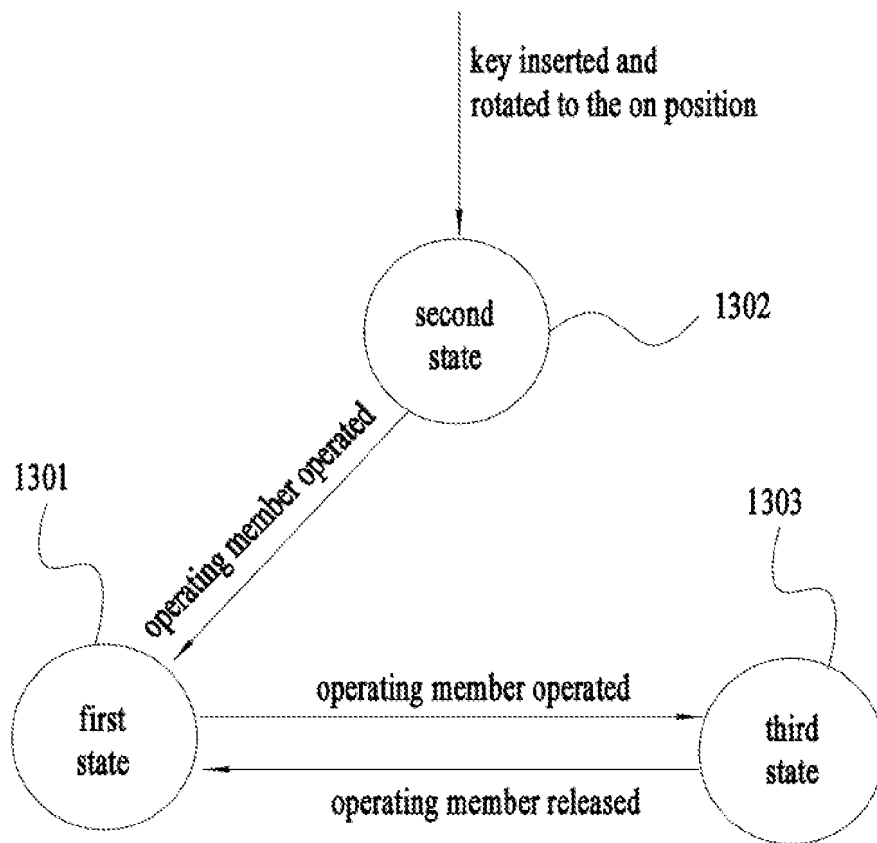 key inserted and
rotated to the on position
second
state
1302
operating member operated
1301
1303
first
state
operating member operated
third
state
operating member released